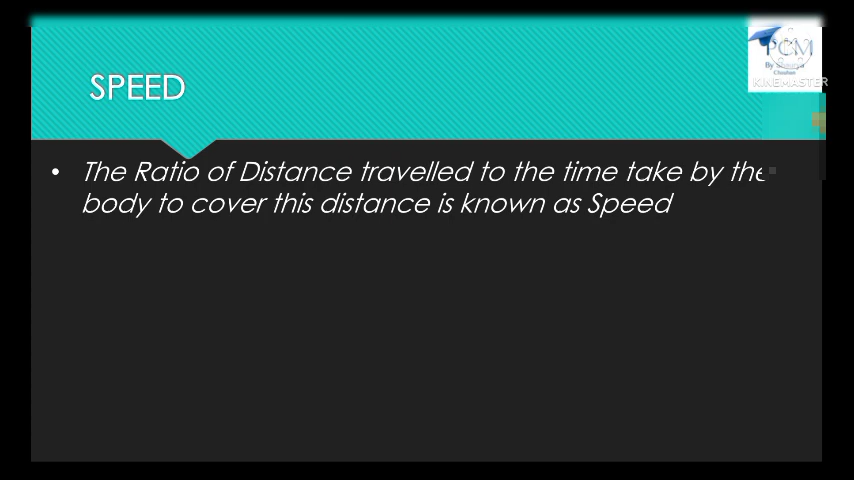 SPEED
PCM
KINEMASTER
• The Ratio of Distance travelled to the time take by the
body to cover this distance is known as Speed